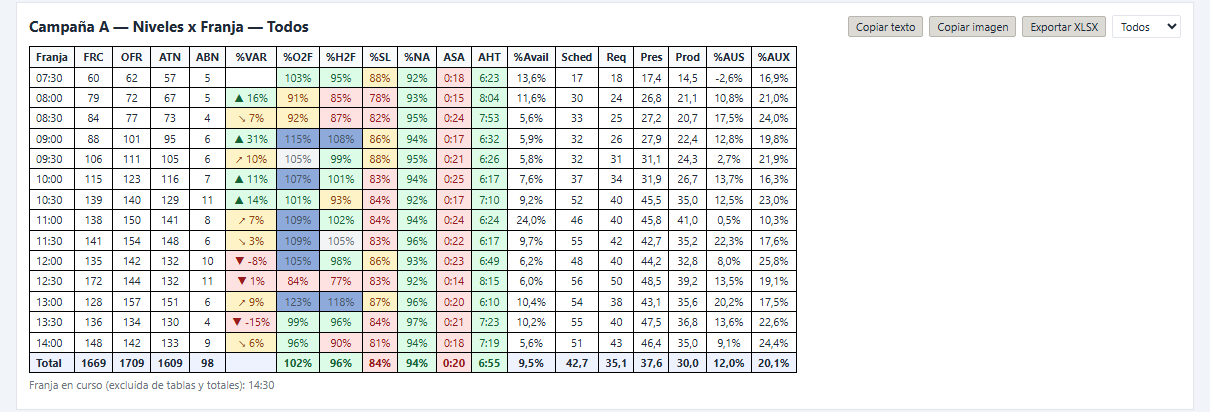 Campaña A — Niveles x Franja — Todos
Copiar texto Copiar imagen Exportar XLSX Todos
Franja FRC OFR ATN ABN %VAR %O2F %H2F %SL %NA ASA AHT %Avail Sched Req Pres Prod %AUS %AUX
07:30 60 62 57 5 103% 95% 88% 92% 0:18 6:23 13,6% 17 18 17,4 14,5 -2,6% 16,9%
08:00 79 72 67 5 ▲ 16% 91% 85% 78% 93% 0:15 8:04 11,6% 30 24 26,8 21,1 10,8% 21,0%
08:30 84 77 73 4 ↘ 7% 92% 87% 82% 95% 0:24 7:53 5,6% 33 25 27,2 20,7 17,5% 24,0%
09:00 88 101 95 6 ▲ 31% 115% 108% 86% 94% 0:17 6:32 5,9% 32 26 27,9 22,4 12,8% 19,8%
09:30 106 111 105 6 ↗ 10% 105% 99% 88% 95% 0:21 6:26 5,8% 32 31 31,1 24,3 2,7% 21,9%
10:00 115 123 116 7 ▲ 11% 107% 101% 83% 94% 0:25 6:17 7,6% 37 34 31,9 26,7 13,7% 16,3%
10:30 139 140 129 11 ▲ 14% 101% 93% 84% 92% 0:17 7:10 9,2% 52 40 45,5 35,0 12,5% 23,0%
11:00 138 150 141 8 ↗ 7% 109% 102% 84% 94% 0:24 6:24 24,0% 46 40 45,8 41,0 0,5% 10,3%
11:30 141 154 148 6 ↘ 3% 109% 105% 83% 96% 0:22 6:17 9,7% 55 42 42,7 35,2 22,3% 17,6%
12:00 135 142 132 10 ▼ -8% 105% 98% 86% 93% 0:23 6:49 6,2% 48 40 44,2 32,8 8,0% 25,8%
12:30 172 144 132 11 ▼ 1% 84% 77% 83% 92% 0:14 8:15 6,0% 56 50 48,5 39,2 13,5% 19,1%
13:00 128 157 151 6 ↗ 9% 123% 118% 87% 96% 0:20 6:10 10,4% 54 38 43,1 35,6 20,2% 17,5%
13:30 136 134 130 4 ▼ -15% 99% 96% 84% 97% 0:21 7:23 10,2% 55 40 47,5 36,8 13,6% 22,6%
14:00 148 142 133 9 ↘ 6% 96% 90% 81% 94% 0:18 7:19 5,6% 51 43 46,4 35,0 9,1% 24,4%
Total 1669 1709 1609 98 102% 96% 84% 94% 0:20 6:55 9,5% 42,7 35,1 37,6 30,0 12,0% 20,1%
Franja en curso (excluida de tablas y totales): 14:30